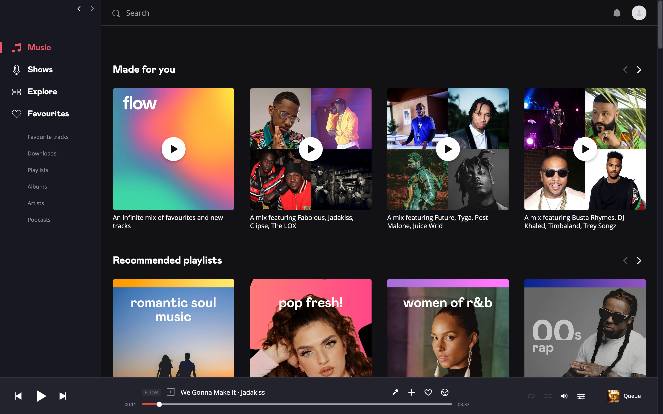 Search
Music
Shows
Explore
Favourites
Favourite tracks
Downloads
Playlists
Albums
Artists
Podcasts
Made for you
flow
An infinite mix of favourites and new
tracks
A mix featuring Fabolous, Jadakiss,
Clipse, The LOX
A mix featuring Future, Tyga, Post
Malone, Juice Wrld
A mix featuring Busta Rhymes, DJ
Khaled, Timbaland, Trey Songz
Recommended playlists
romantic soul
music
pop fresh!
women of r&b
00s
rap
FLOW
We Gonna Make It · Jadakiss
Queue